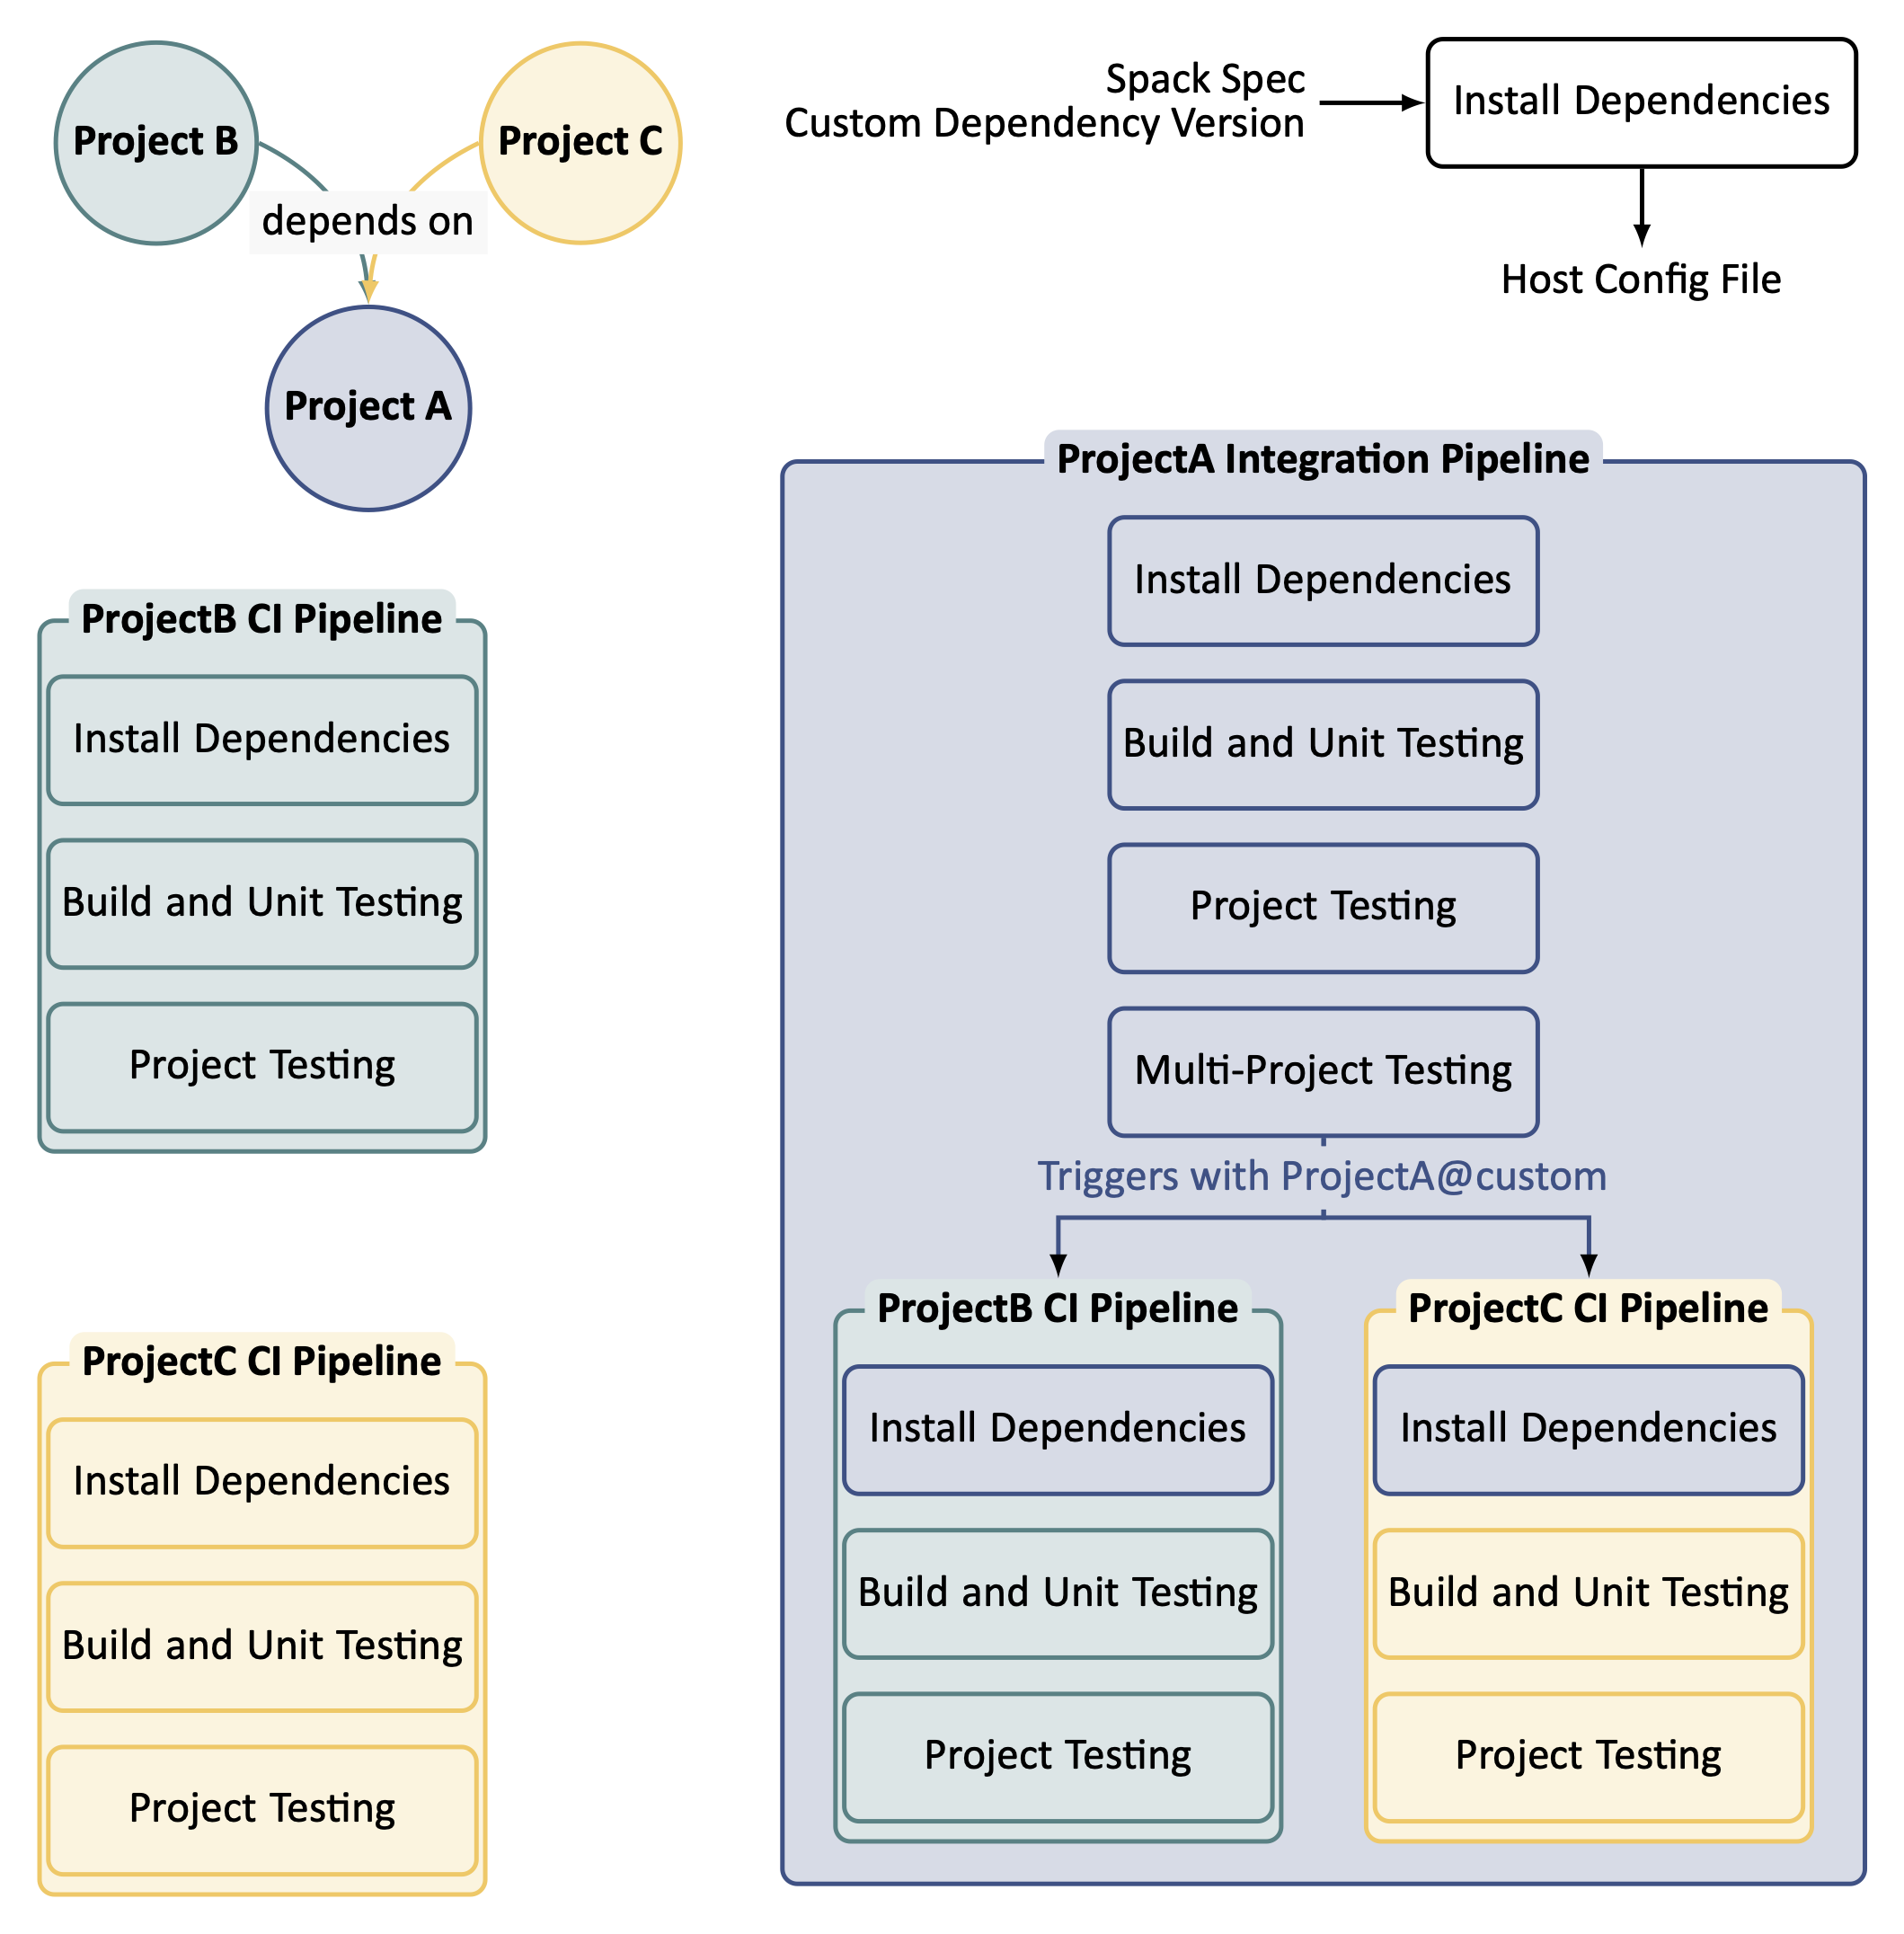 Project B
Project C
depends on
Project A
Spack Spec
Custom Dependency Version
Install Dependencies
Host Config File
ProjectB CI Pipeline
Install Dependencies
Build and Unit Testing
Project Testing
ProjectC CI Pipeline
Install Dependencies
Build and Unit Testing
Project Testing
ProjectA Integration Pipeline
Install Dependencies
Build and Unit Testing
Project Testing
Multi-Project Testing
Triggers with ProjectA@custom
ProjectB CI Pipeline
Install Dependencies
Build and Unit Testing
Project Testing
ProjectC CI Pipeline
Install Dependencies
Build and Unit Testing
Project Testing